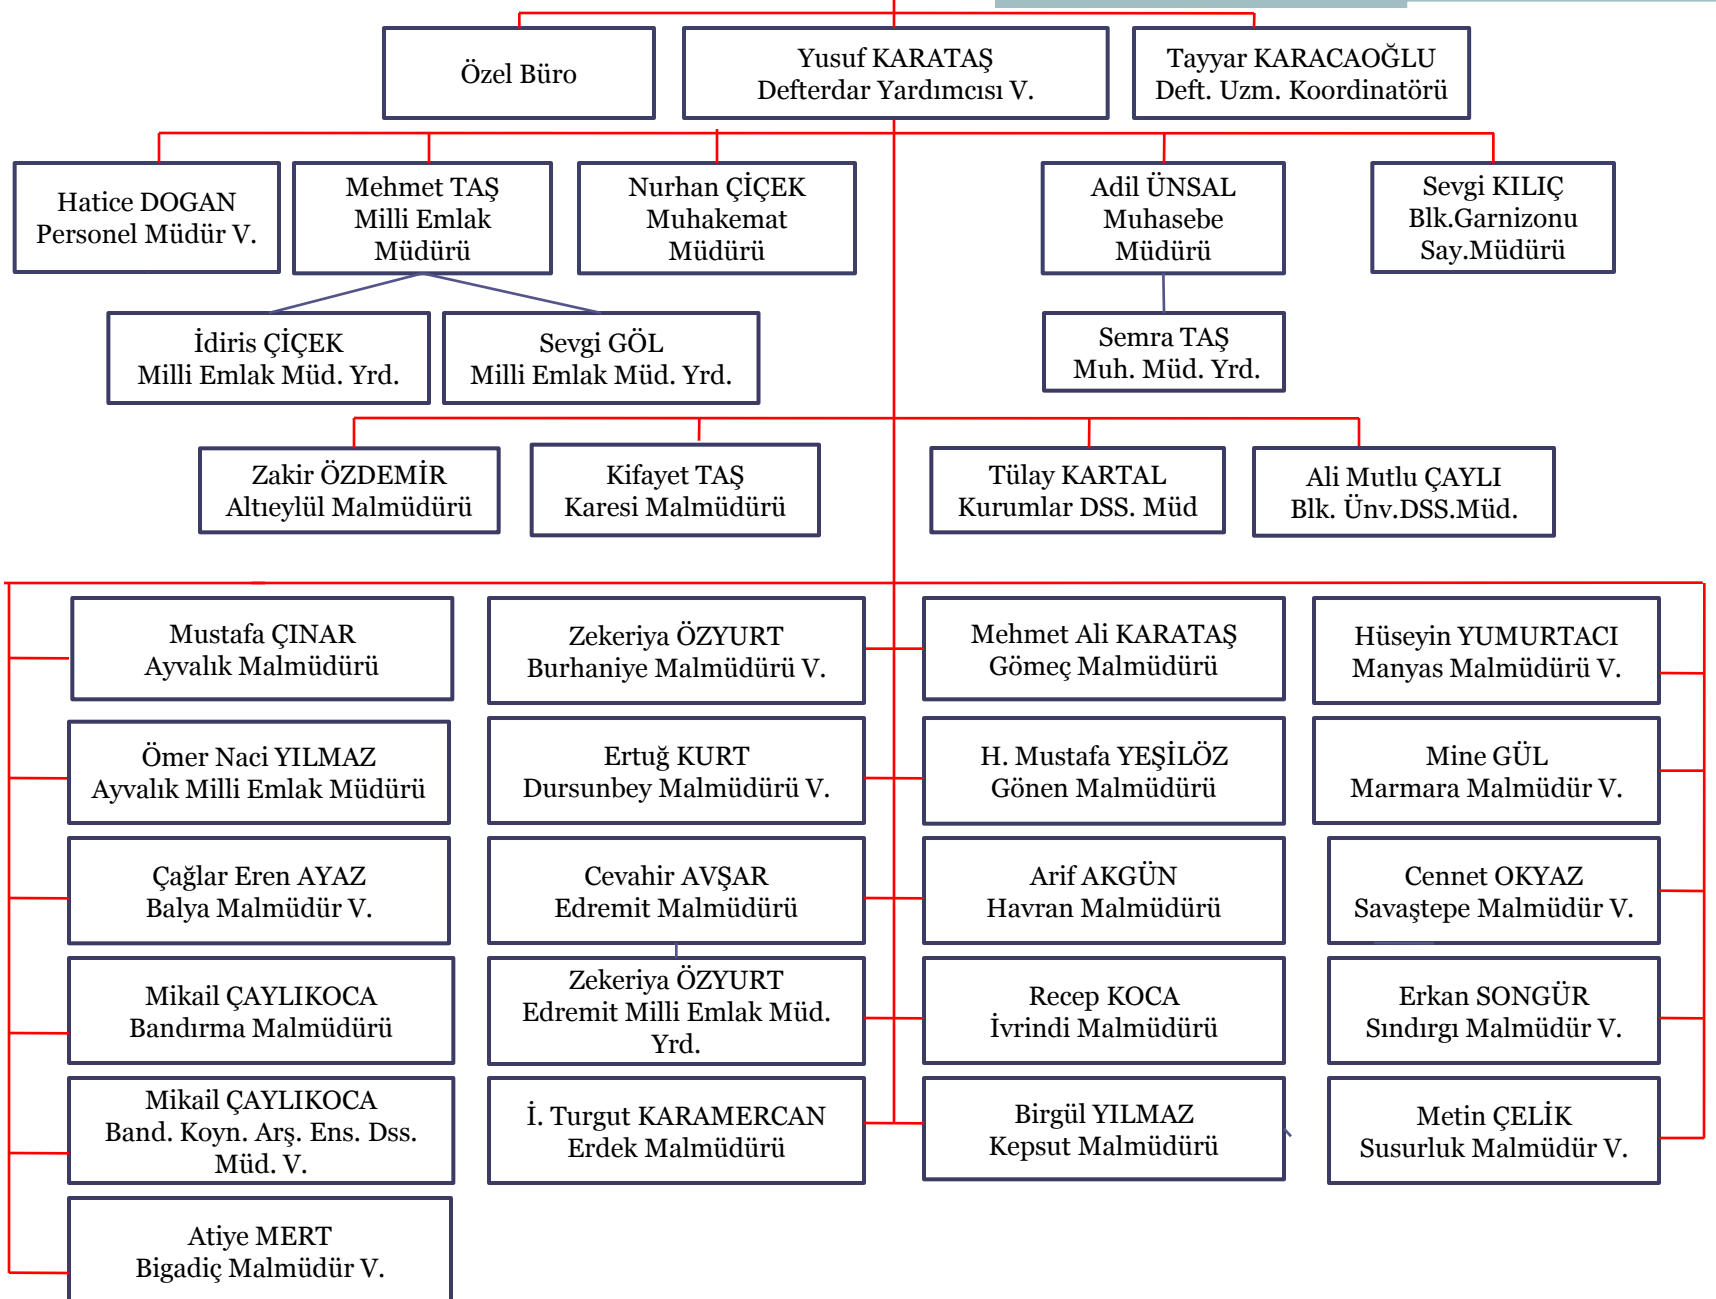 Özel Büro
Yusuf KARATAŞ
Defterdar Yardımcısı V.
Tayyar KARACAOĞLU
Deft. Uzm. Koordinatörü
Hatice DOGAN
Personel Müdür V.
Mehmet TAŞ
Milli Emlak
Müdürü
Nurhan ÇİÇEK
Muhakemat
Müdürü
Adil ÜNSAL
Muhasebe
Müdürü
Sevgi KILIÇ
Blk.Garnizonu
Say.Müdürü
İdiris ÇİÇEK
Milli Emlak Müd. Yrd.
Sevgi GÖL
Milli Emlak Müd. Yrd.
Semra TAŞ
Muh. Müd. Yrd.
Zakir ÖZDEMİR
Altıeylül Malmüdürü
Kifayet TAŞ
Karesi Malmüdürü
Tülay KARTAL
Kurumlar DSS. Müd
Ali Mutlu ÇAYLI
Blk. Ünv.DSS.Müd.
Mustafa ÇINAR
Ayvalık Malmüdürü
Zekeriya ÖZYURT
Burhaniye Malmüdürü V.
Mehmet Ali KARATAŞ
Gömeç Malmüdürü
Hüseyin YUMURTACI
Manyas Malmüdürü V.
Ömer Naci YILMAZ
Ayvalık Milli Emlak Müdürü
Ertuğ KURT
Dursunbey Malmüdürü V.
H. Mustafa YEŞİLÖZ
Gönen Malmüdürü
Mine GÜL
Marmara Malmüdür V.
Çağlar Eren AYAZ
Balya Malmüdür V.
Cevahir AVŞAR
Edremit Malmüdürü
Arif AKGÜN
Havran Malmüdürü
Cennet OKYAZ
Savaştepe Malmüdür V.
Mikail ÇAYLIKOCA
Bandırma Malmüdürü
Zekeriya ÖZYURT
Edremit Milli Emlak Müd.
Yrd.
Recep KOCA
İvrindi Malmüdürü
Erkan SONGÜR
Sındırgı Malmüdür V.
Mikail ÇAYLIKOCA
Band. Koyn. Arş. Ens. Dss.
Müd. V.
İ. Turgut KARAMERCAN
Erdek Malmüdürü
Birgül YILMAZ
Kepsut Malmüdürü
Metin ÇELİK
Susurluk Malmüdür V.
Atiye MERT
Bigadiç Malmüdür V.